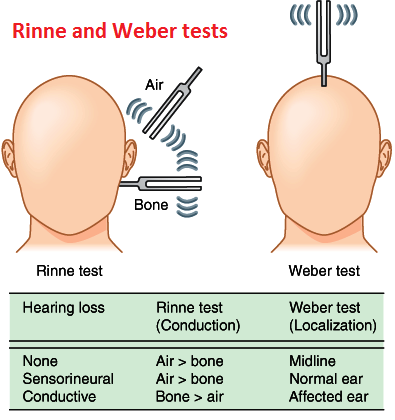 Rinne and Weber tests
Air
Bone
Rinne test
Weber test
Hearing loss Rinne test Weber test
(Conduction) (Localization)
None Air > bone Midline
Sensorineural Air > bone Normal ear
Conductive Bone > air Affected ear